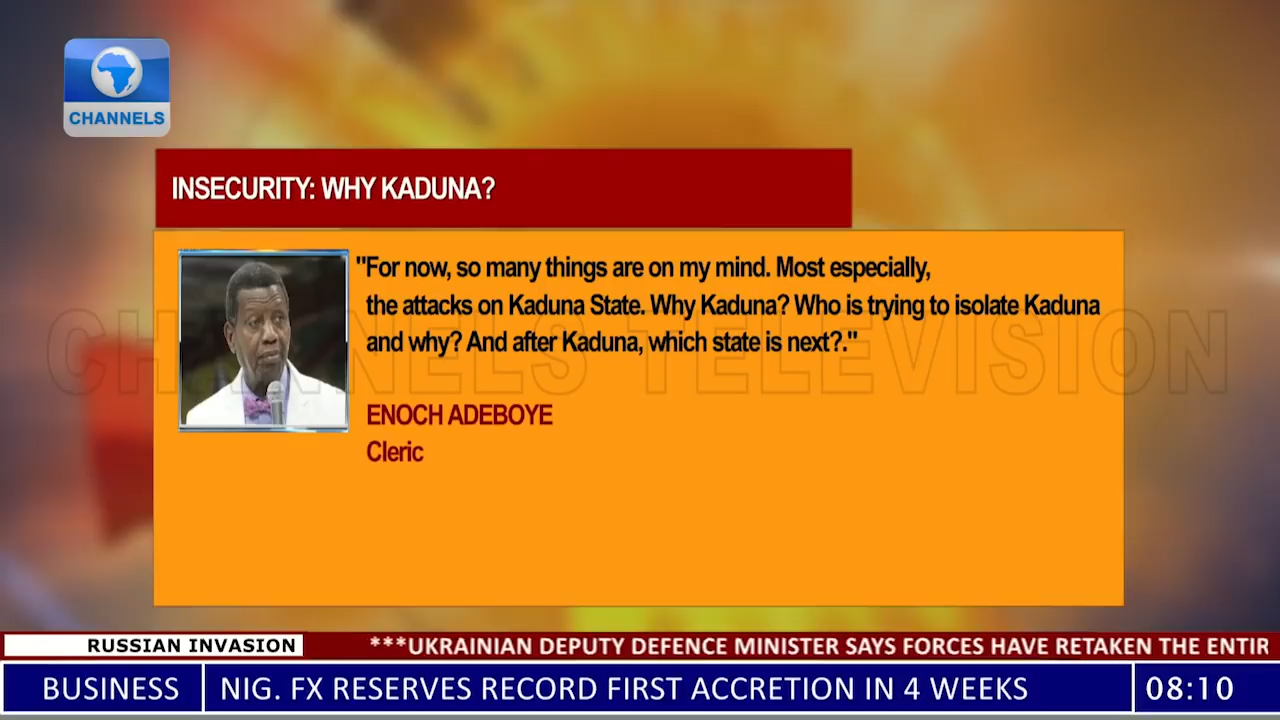 CHANNELS
INSECURITY: WHY KADUNA?
"For now, so many things are on my mind. Most especially,
the attacks on Kaduna State. Why Kaduna? Who is trying to isolate Kaduna
and why? And after Kaduna, which state is next?."
CHANNELS TELEVISION
ENOCH ADEBOYE
Cleric
RUSSIAN INVASION ***UKRAINIAN DEPUTY DEFENCE MINISTER SAYS FORCES HAVE RETAKEN THE ENTIR
BUSINESS NIG. FX RESERVES RECORD FIRST ACCRETION IN 4 WEEKS 08:10